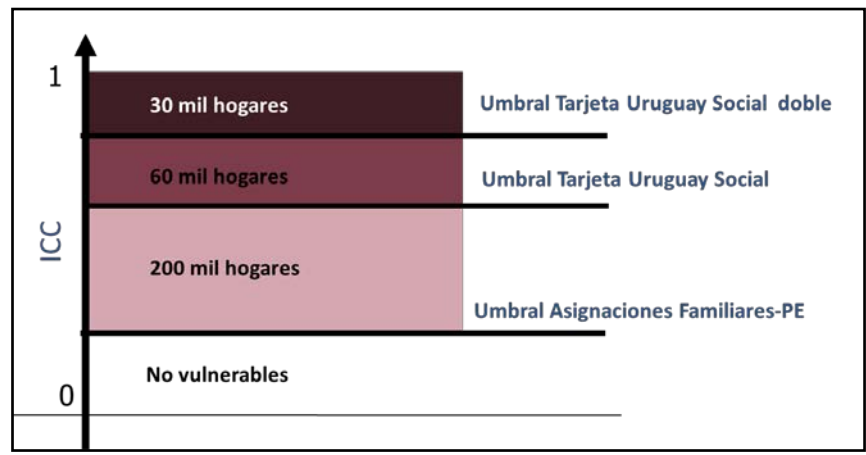 1
30 mil hogares
Umbral Tarjeta Uruguay Social doble
60 mil hogares
Umbral Tarjeta Uruguay Social
ICC
200 mil hogares
Umbral Asignaciones Familiares-PE
No vulnerables
0